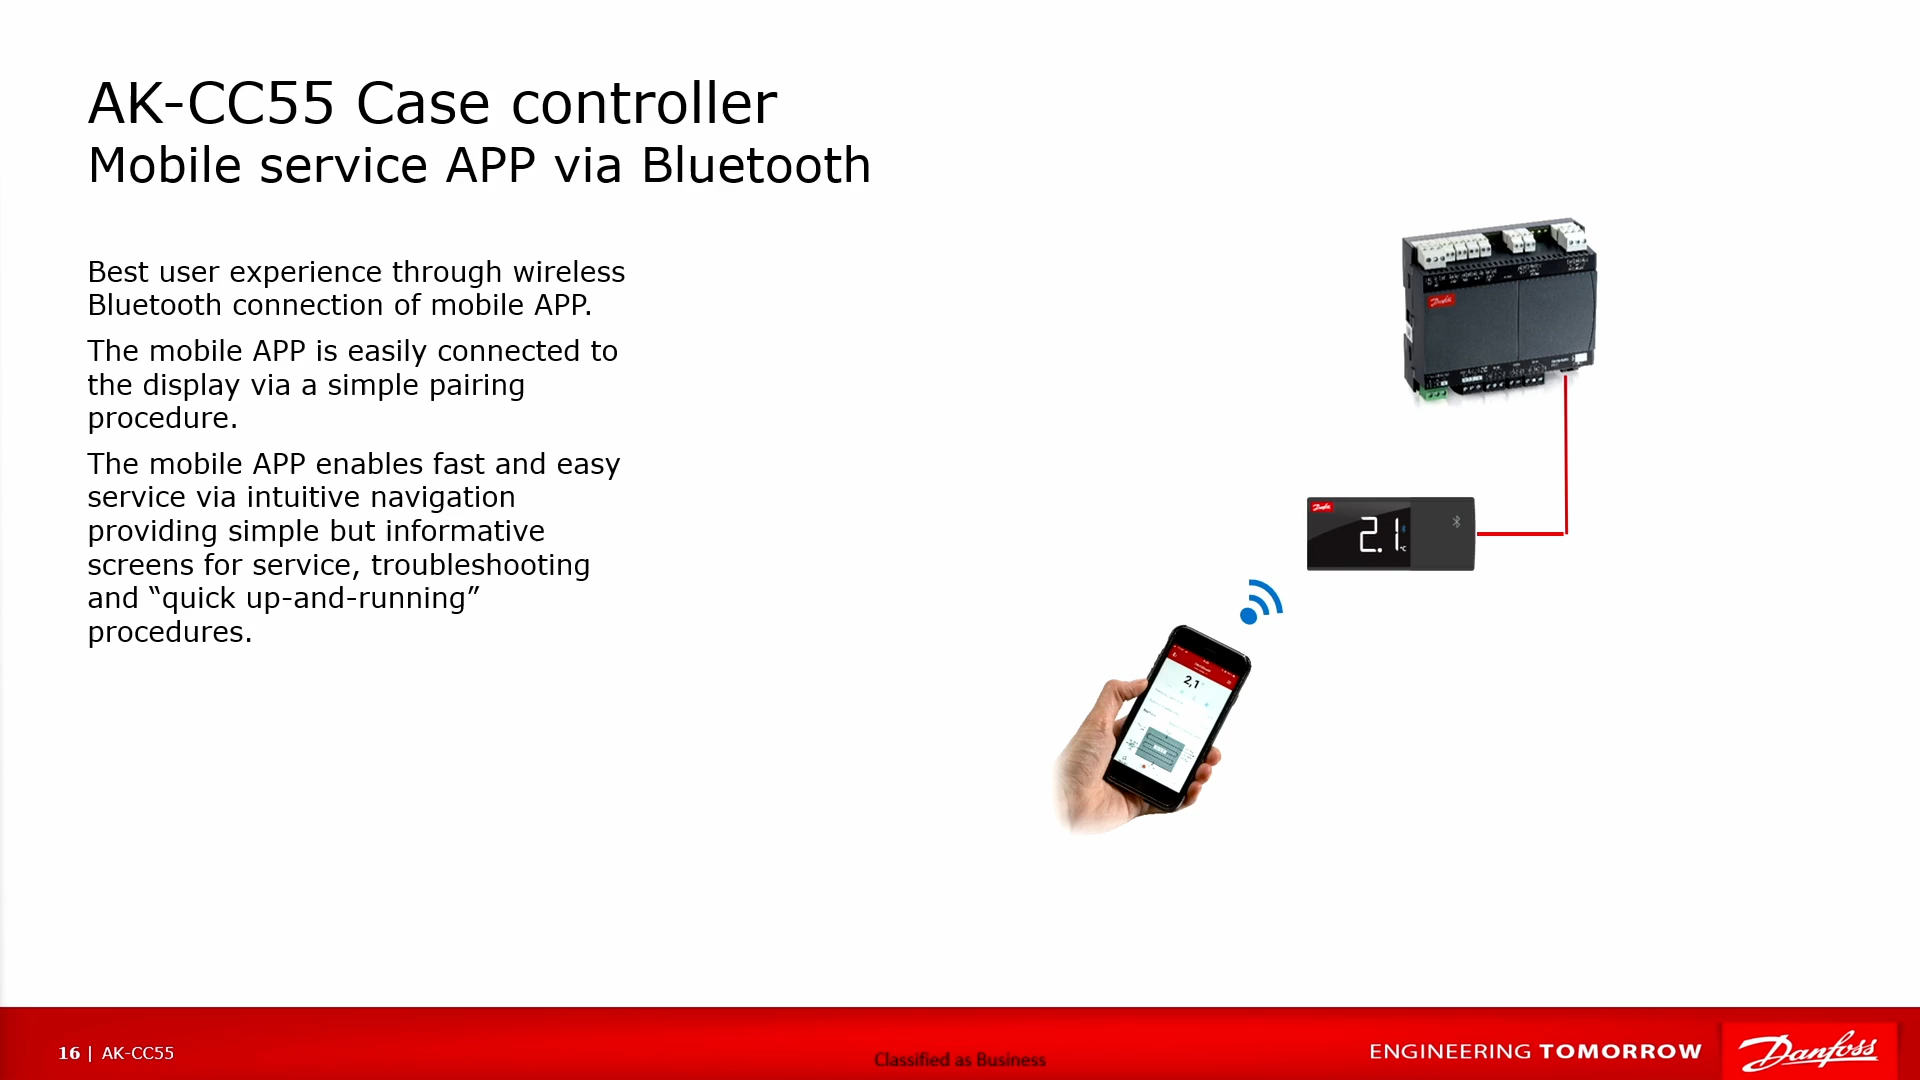 AK-CC55 Case controller
Mobile service APP via Bluetooth
Best user experience through wireless
Bluetooth connection of mobile APP.
The mobile APP is easily connected to
the display via a simple pairing
procedure.
The mobile APP enables fast and easy
service via intuitive navigation
providing simple but informative
screens for service, troubleshooting
and “quick up-and-running”
procedures.
Danfoss
Danfoss
2.1 °C
2,1
16 | AK-CC55
Classified as Business
ENGINEERING TOMORROW
Danfoss